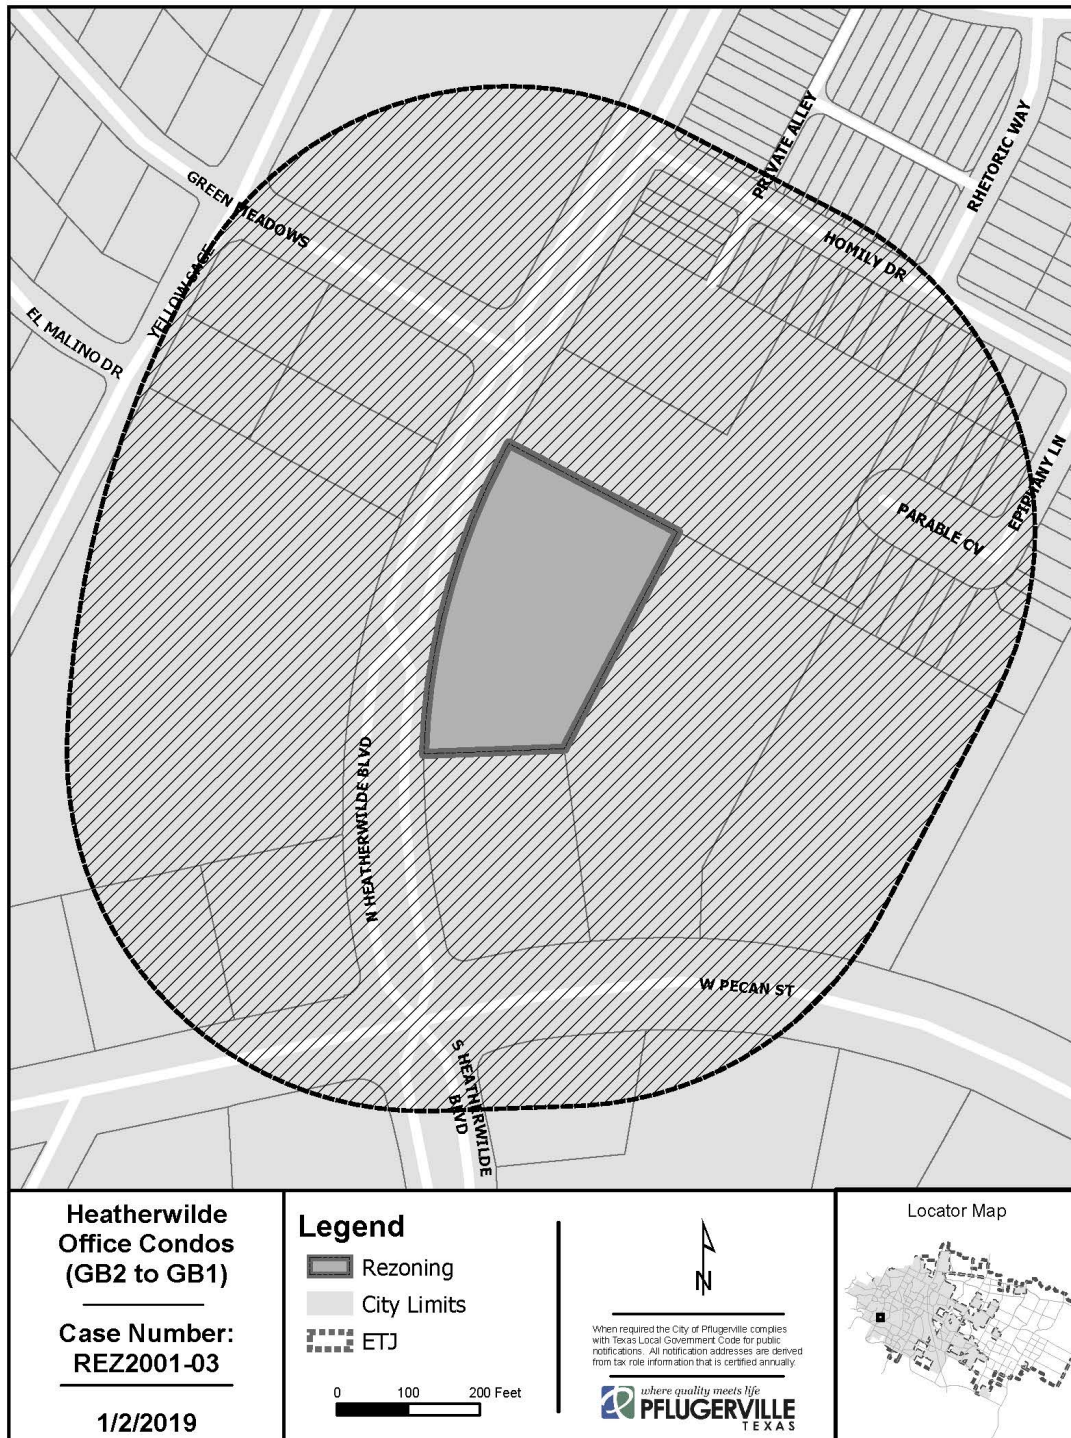 PRIVATE ALLEY
RHETORIC WAY
GREEN MEADOWS
HOMILY DR
YELLOW SAGE
EL MALINO DR
EPIPHANY LN
PARABLE CV
N HEATHERWILDE BLVD
W PECAN ST
S HEATHERWILDE
BLVD
Heatherwilde
Office Condos
(GB2 to GB1)
Case Number:
REZ2001-03
1/2/2019
Legend
Rezoning
City Limits
ETJ
0 100 200 Feet
N
When required the City of Pflugerville complies
with Texas Local Government Code for public
notifications. All notification addresses are derived
from tax role information that is certified annually.
where quality meets life
PFLUGERVILLE
TEXAS
Locator Map